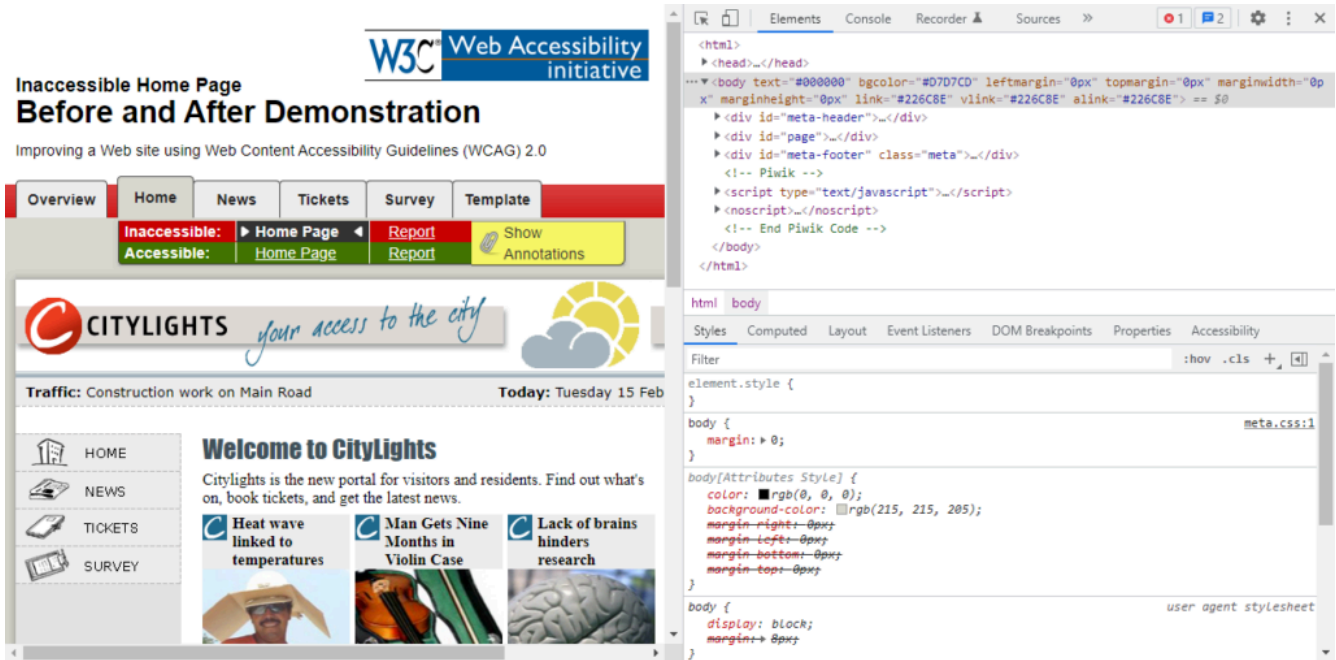 W3C® Web Accessibility
initiative
Inaccessible Home Page
Before and After Demonstration
Improving a Web site using Web Content Accessibility Guidelines (WCAG) 2.0
Overview Home News Tickets Survey Template
Inaccessible: Home Page Report Show
Accessible: Home Page Report Annotations
CITYLIGHTS your access to the city
Traffic: Construction work on Main Road Today: Tuesday 15 Feb
HOME
NEWS
TICKETS
SURVEY
Welcome to CityLights
Citylights is the new portal for visitors and residents. Find out what's
on, book tickets, and get the latest news.
Heat wave
linked to
temperatures
Man Gets Nine
Months in
Violin Case
Lack of brains
hinders
research
Elements Console Recorder Sources » 1 2
<html>
<head>…</head>
<body text="#000000" bgcolor="#D7D7CD" leftmargin="0px" topmargin="0px" marginwidth="0p
x" marginheight="0px" link="#226C8E" vlink="#226C8E" alink="#226C8E"> == $0
<div id="meta-header">…</div>
<div id="page">…</div>
<div id="meta-footer" class="meta">…</div>
<!-- Piwik -->
<script type="text/javascript">…</script>
<noscript>…</noscript>
<!-- End Piwik Code -->
</body>
</html>
html body
Styles Computed Layout Event Listeners DOM Breakpoints Properties Accessibility
Filter :hov .cls +
element.style {
}
body { meta.css:1
margin: 0;
}
body[Attributes Style] {
color: rgb(0, 0, 0);
background-color: rgb(215, 215, 205);
margin-right: 0px;
margin-left: 0px;
margin-bottom: 0px;
margin-top: 0px;
}
body { user agent stylesheet
display: block;
margin: 8px;
}